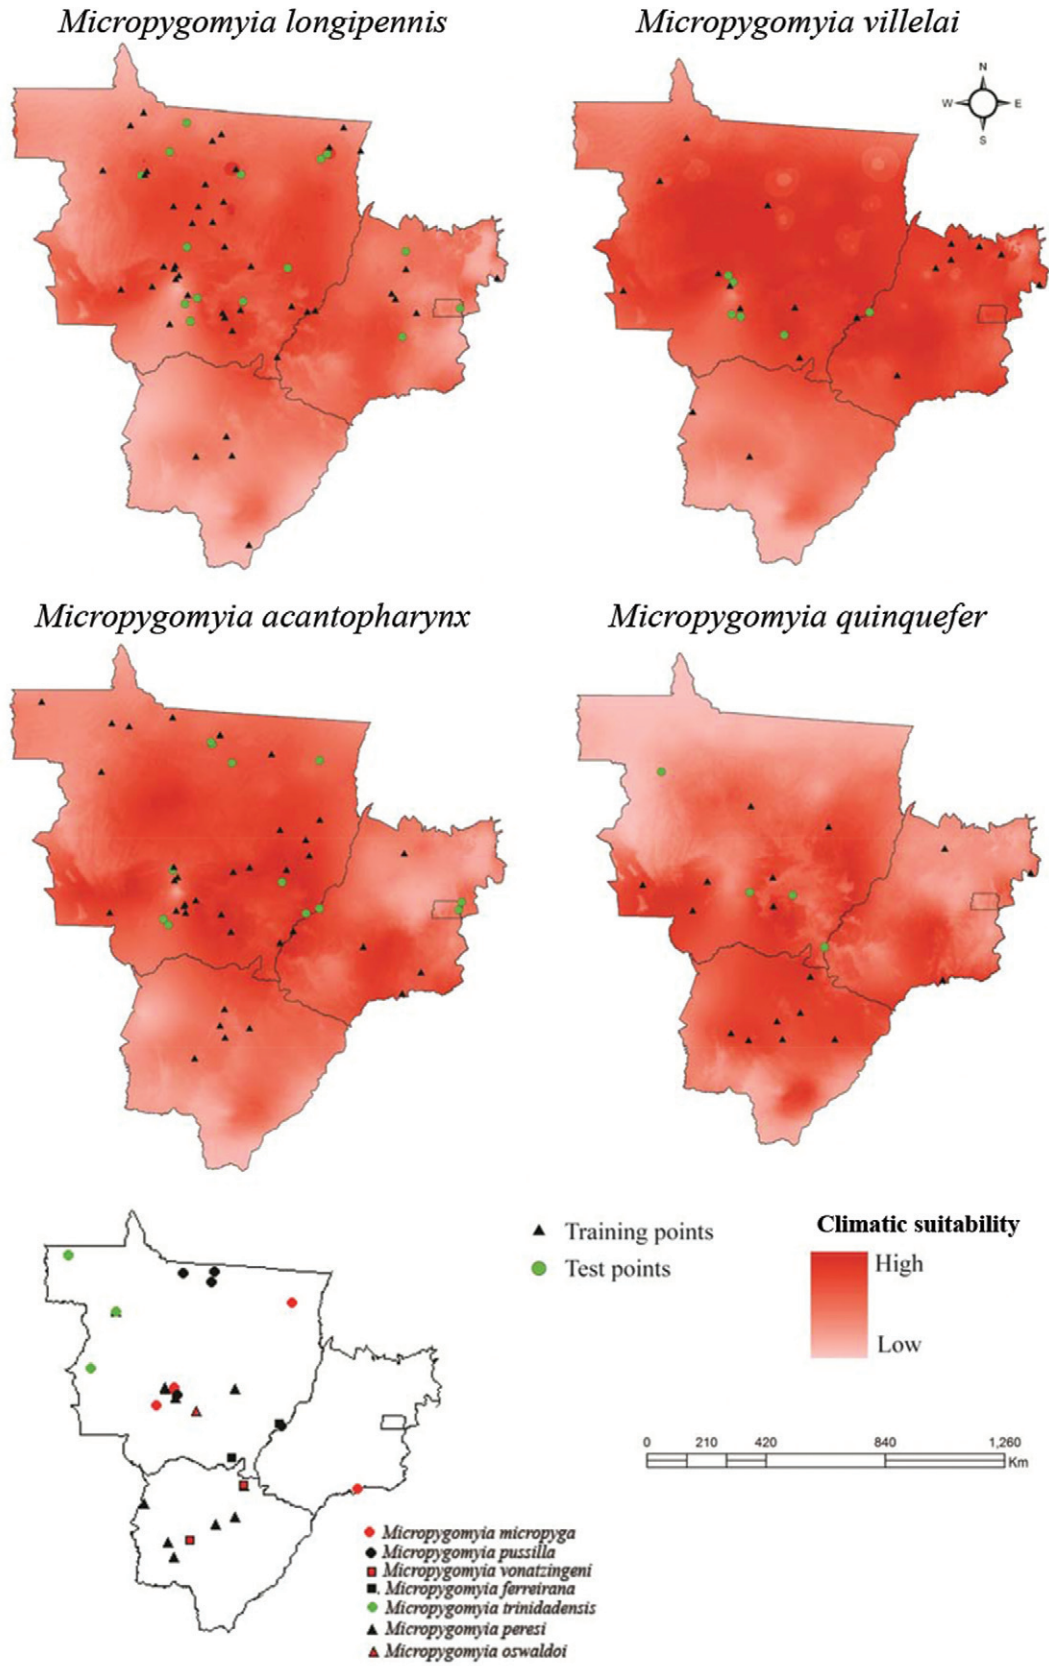 Micropygomyia longipennis
Micropygomyia villelai
N
W E
S
Micropygomyia acantopharynx
Micropygomyia quinquefer
Training points
Test points
Climatic suitability
High
Low
0 210 420 840 1,260
Km
Micropygomyia micropyga
Micropygomyia pussilla
Micropygomyia vonatzingeni
Micropygomyia ferreirana
Micropygomyia trinidadensis
Micropygomyia peresi
Micropygomyia oswaldoi